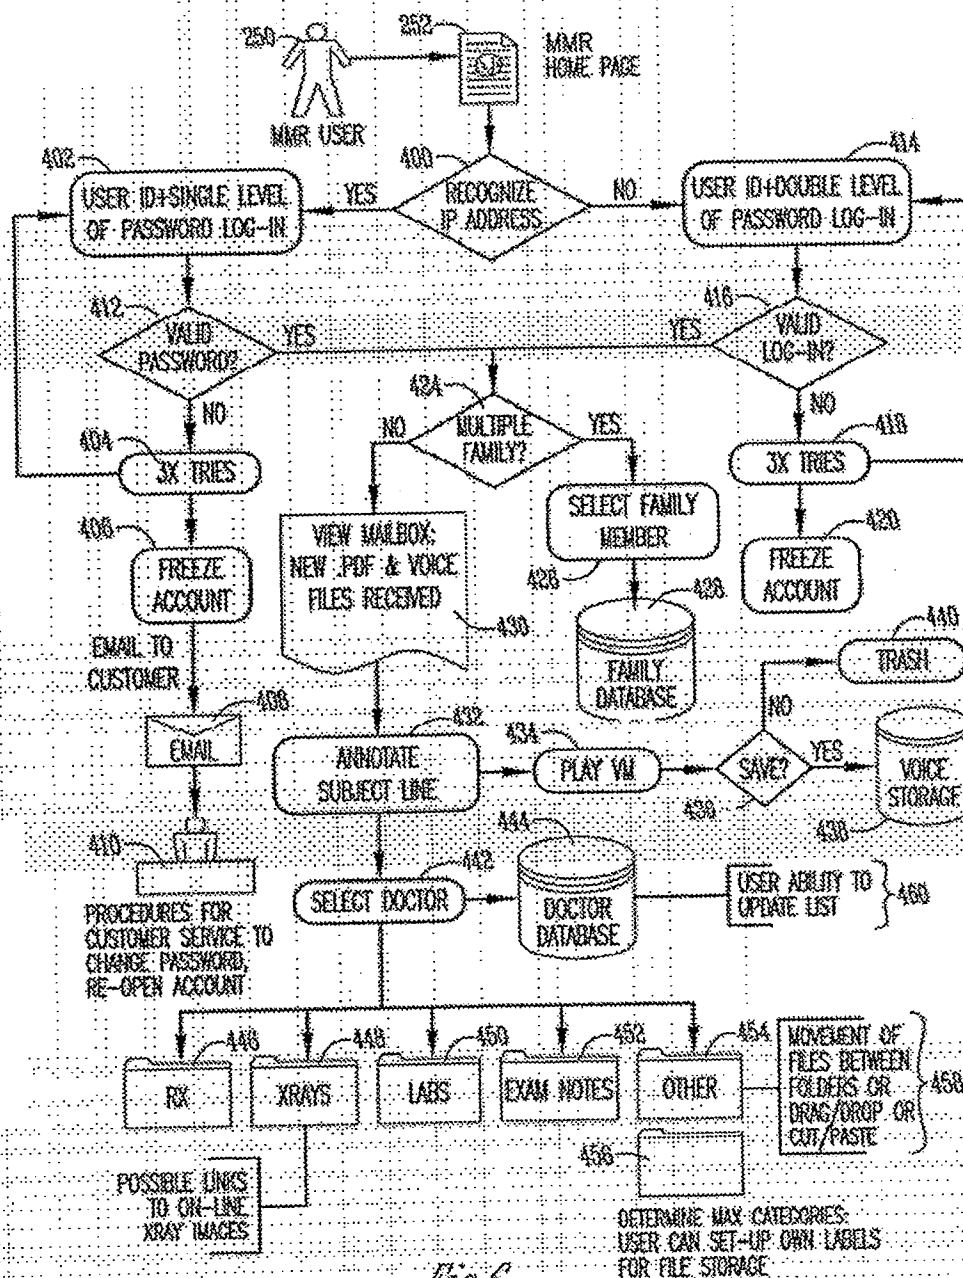 250
252
MMR
HOME PAGE
MMR USER
402
400
414
USER ID+SINGLE LEVEL
OF PASSWORD LOG-IN
YES
RECOGNIZE
IP ADDRESS
NO
USER ID+DOUBLE LEVEL
OF PASSWORD LOG-IN
412
VALID
PASSWORD?
YES
416
YES
VALID
LOG-IN?
NO
424
NO
MULTIPLE
FAMILY?
YES
NO
404
3X TRIES
418
3X TRIES
406
FREEZE
ACCOUNT
VIEW MAILBOX:
NEW .PDF & VOICE
FILES RECEIVED
430
SELECT FAMILY
MEMBER
426
420
FREEZE
ACCOUNT
428
FAMILY
DATABASE
440
TRASH
EMAIL TO
CUSTOMER
408
EMAIL
432
ANNOTATE
SUBJECT LINE
434
PLAY VM
NO
SAVE?
YES
436
VOICE
STORAGE
438
410
PROCEDURES FOR
CUSTOMER SERVICE TO
CHANGE PASSWORD,
RE-OPEN ACCOUNT
442
SELECT DOCTOR
444
DOCTOR
DATABASE
USER ABILITY TO
UPDATE LIST
460
446
RX
448
XRAYS
450
LABS
452
EXAM NOTES
454
OTHER
MOVEMENT OF
FILES BETWEEN
FOLDERS OR
DRAG/DROP OR
CUT/PASTE
458
456
POSSIBLE LINKS
TO ON-LINE
XRAY IMAGES
DETERMINE MAX CATEGORIES:
USER CAN SET-UP OWN LABELS
FOR FILE STORAGE